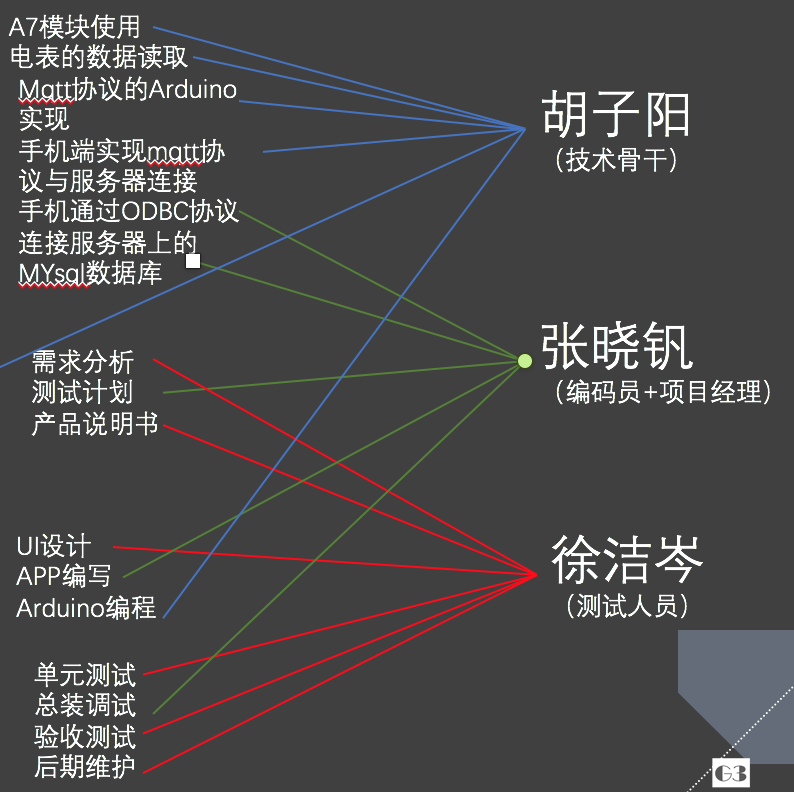 A7模块使用
电表的数据读取
Mqtt协议的Arduino
实现
手机端实现mqtt协
议与服务器连接
手机通过ODBC协议
连接服务器上的
MYsql数据库
需求分析
测试计划
产品说明书
UI设计
APP编写
Arduino编程
单元测试
总装调试
验收测试
后期维护
胡子阳
（技术骨干）
张晓钒
（编码员+项目经理）
徐洁岑
（测试人员）
G3